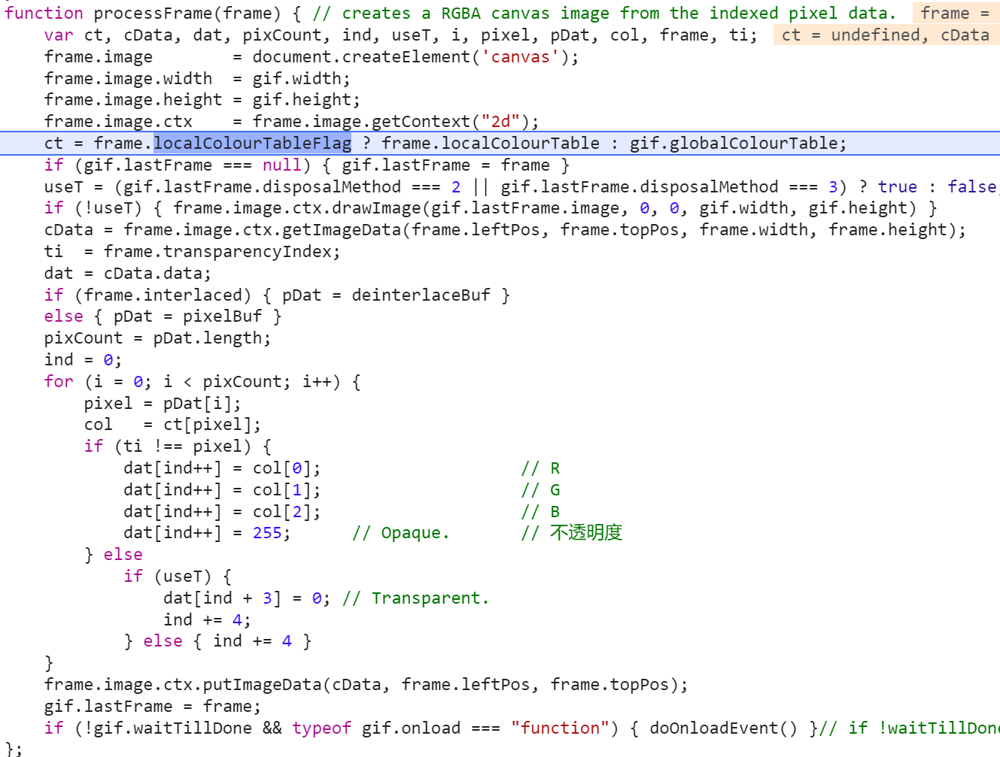 function processFrame(frame) { // creates a RGBA canvas image from the indexed pixel data.  frame =
    var ct, cData, dat, pixCount, ind, useT, i, pixel, pDat, col, frame, ti;  ct = undefined, cData
    frame.image        = document.createElement('canvas');
    frame.image.width  = gif.width;
    frame.image.height = gif.height;
    frame.image.ctx    = frame.image.getContext("2d");
    ct = frame.localColourTableFlag ? frame.localColourTable : gif.globalColourTable;
    if (gif.lastFrame === null) { gif.lastFrame = frame }
    useT = (gif.lastFrame.disposalMethod === 2 || gif.lastFrame.disposalMethod === 3) ? true : false;
    if (!useT) { frame.image.ctx.drawImage(gif.lastFrame.image, 0, 0, gif.width, gif.height) }
    cData = frame.image.ctx.getImageData(frame.leftPos, frame.topPos, frame.width, frame.height);
    ti  = frame.transparencyIndex;
    dat = cData.data;
    if (frame.interlaced) { pDat = deinterlaceBuf }
    else { pDat = pixelBuf }
    pixCount = pDat.length;
    ind = 0;
    for (i = 0; i < pixCount; i++) {
        pixel = pDat[i];
        col   = ct[pixel];
        if (ti !== pixel) {
            dat[ind++] = col[0];                    // R
            dat[ind++] = col[1];                    // G
            dat[ind++] = col[2];                    // B
            dat[ind++] = 255;      // Opaque.       // 不透明度
        } else
            if (useT) {
                dat[ind + 3] = 0; // Transparent.
                ind += 4;
            } else { ind += 4 }
    }
    frame.image.ctx.putImageData(cData, frame.leftPos, frame.topPos);
    gif.lastFrame = frame;
    if (!gif.waitTillDone && typeof gif.onload === "function") { doOnloadEvent() }// if !waitTillDone
};